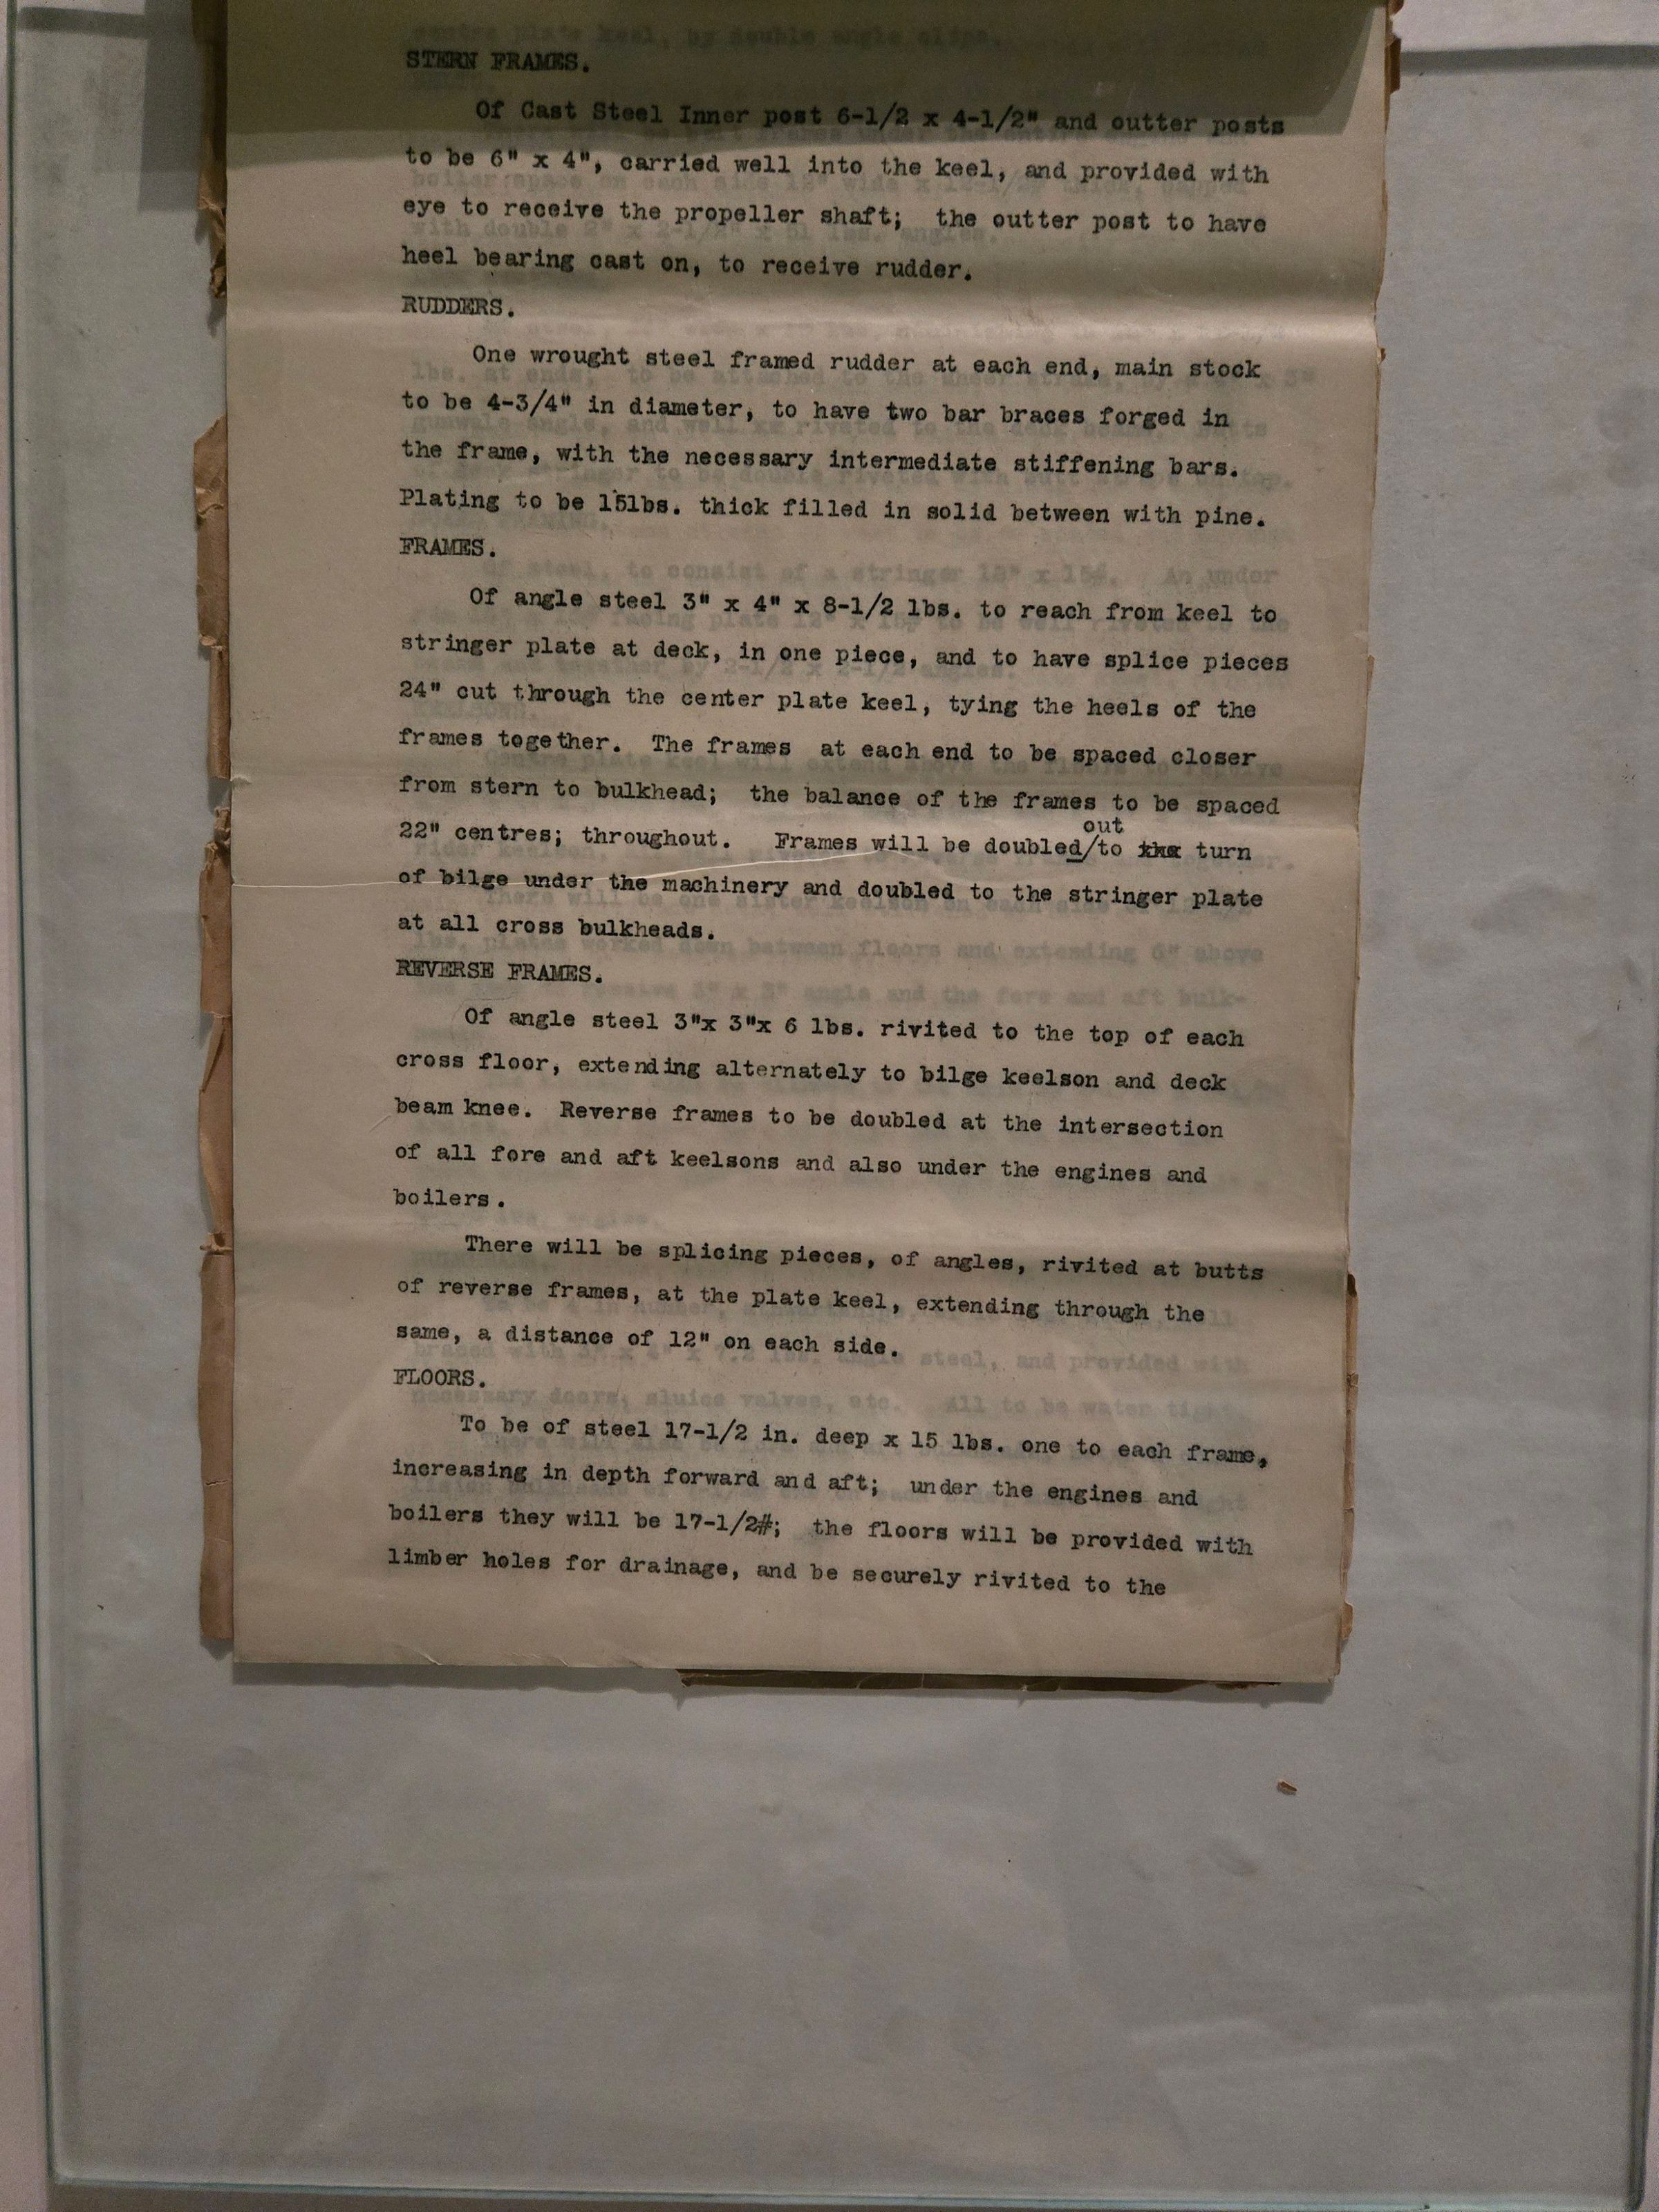 STERN FRAMES.
Of Cast Steel Inner post 6-1/2 x 4-1/2" and outter posts
to be 6" x 4", carried well into the keel, and provided with
eye to receive the propeller shaft; the outter post to have
heel bearing cast on, to receive rudder.
RUDDERS.
One wrought steel framed rudder at each end, main stock
to be 4-3/4" in diameter, to have two bar braces forged in
the frame, with the necessary intermediate stiffening bars.
Plating to be 15lbs. thick filled in solid between with pine.
FRAMES.
Of angle steel 3" x 4" x 8-1/2 lbs. to reach from keel to
stringer plate at deck, in one piece, and to have splice pieces
24" cut through the center plate keel, tying the heels of the
frames together. The frames at each end to be spaced closer
from stern to bulkhead; the balance of the frames to be spaced
out
22" centres; throughout. Frames will be doubled/to the turn
of bilge under the machinery and doubled to the stringer plate
at all cross bulkheads.
REVERSE FRAMES.
Of angle steel 3"x 3"x 6 lbs. rivited to the top of each
cross floor, extending alternately to bilge keelson and deck
beam knee. Reverse frames to be doubled at the intersection
of all fore and aft keelsons and also under the engines and
boilers.
There will be splicing pieces, of angles, rivited at butts
of reverse frames, at the plate keel, extending through the
same, a distance of 12" on each side.
FLOORS.
To be of steel 17-1/2 in. deep x 15 lbs. one to each frame,
increasing in depth forward and aft; under the engines and
boilers they will be 17-1/2#; the floors will be provided with
limber holes for drainage, and be securely rivited to the